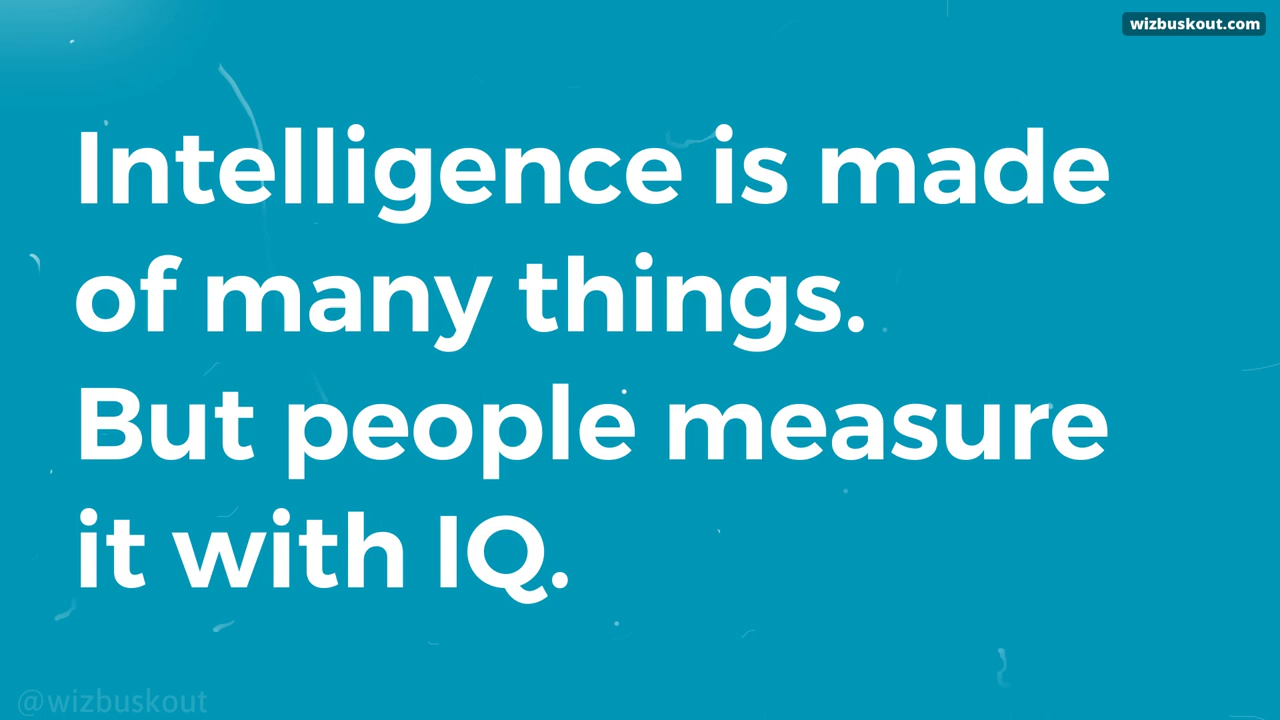 wizbuskout.com
Intelligence is made
of many things.
But people measure
it with IQ.
@wizbuskout